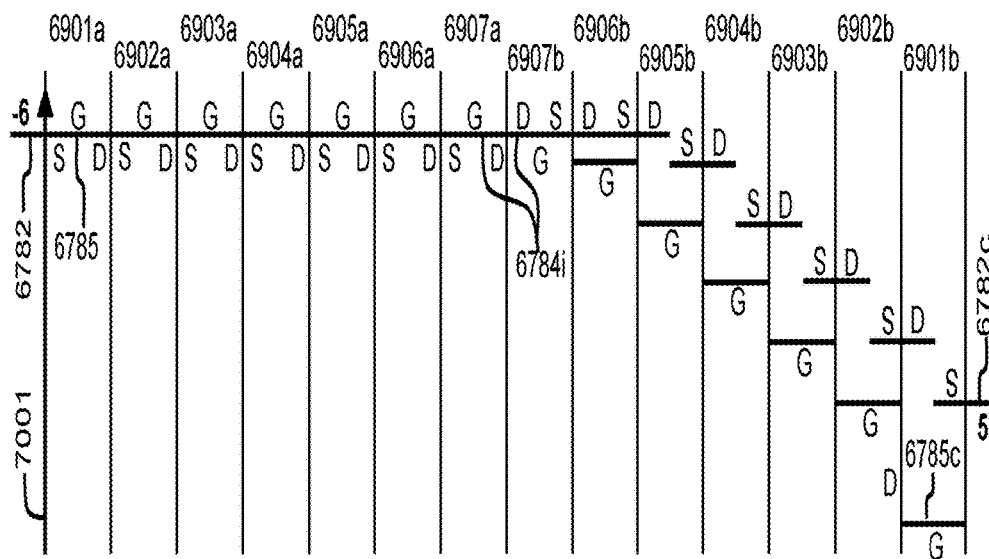 6901a 6903a 6905a 6907a 6906b 6904b 6902b
6902a 6904a 6906a 6907b 6905b 6903b 6901b
-6 G G G G G G G D S D S D
S D S D S D S D S D S D S D G G S D
6782 6785 6784i
G S D
G S D
G S D
7001 G S 6782c
G 5
D 6785c
G